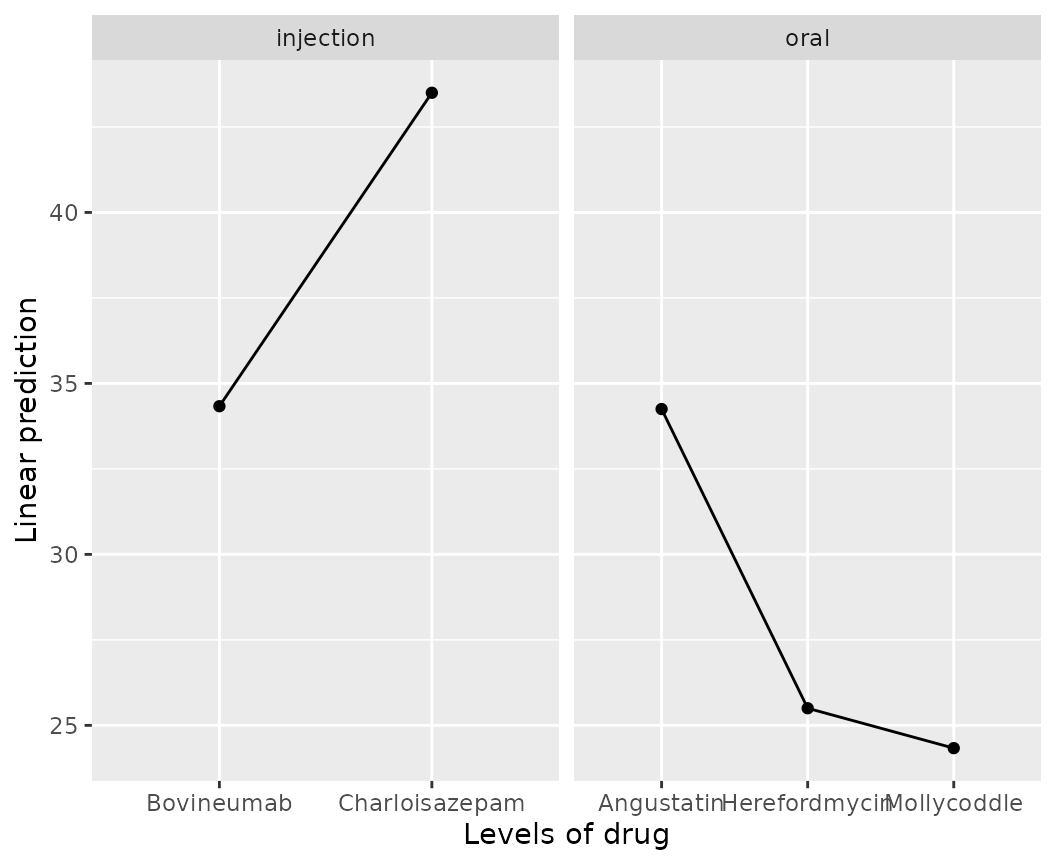 injection
oral
Linear prediction
40
35
30
25
Bovineumab
Charloisazepam
Angustatin
Herefordmycin
Mollycoddle
Levels of drug